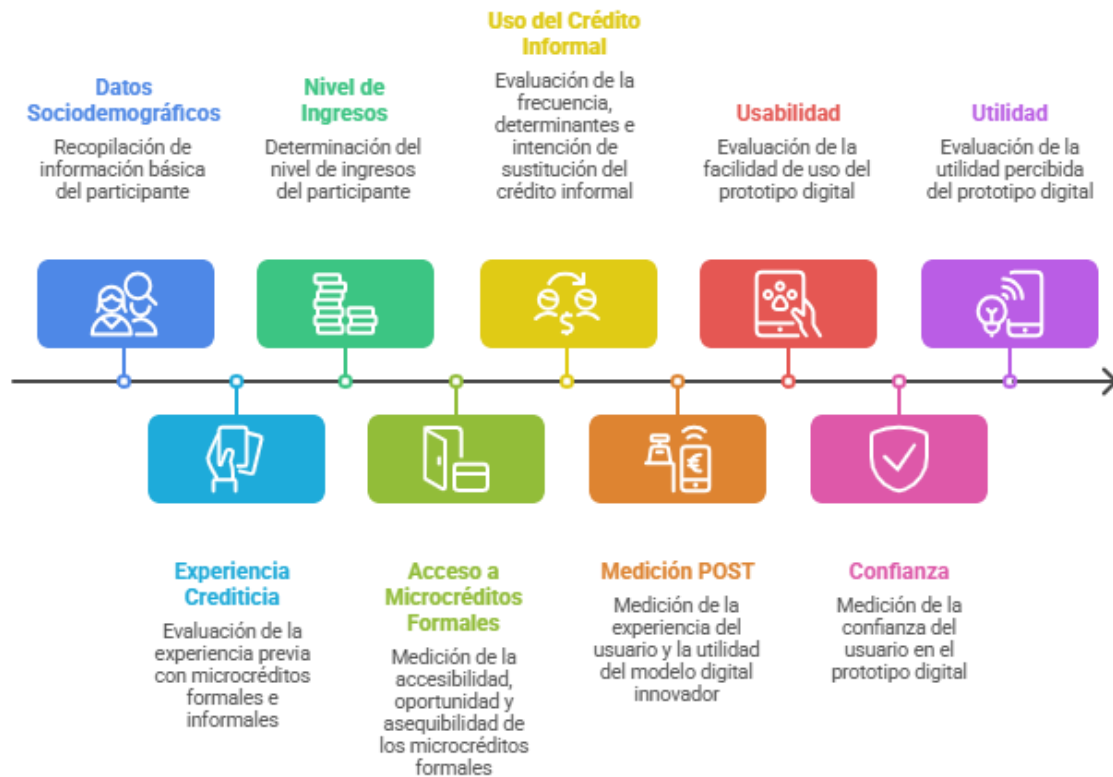 Datos
Sociodemográficos
Recopilación de
información básica
del participante
Experiencia
Crediticia
Evaluación de la
experiencia previa
con microcréditos
formales e
informales
Nivel de
Ingresos
Determinación del
nivel de ingresos
del participante
Acceso a
Microcréditos
Formales
Medición de la
accesibilidad,
oportunidad y
asequibilidad de
los microcréditos
formales
Uso del Crédito
Informal
Evaluación de la
frecuencia,
determinantes e
intención de
sustitución del
crédito informal
$
Medición POST
Medición de la
experiencia del
usuario y la utilidad
del modelo digital
innovador
€
Usabilidad
Evaluación de la
facilidad de uso del
prototipo digital
Confianza
Medición de la
confianza del
usuario en el
prototipo digital
Utilidad
Evaluación de la
utilidad percibida
del prototipo digital